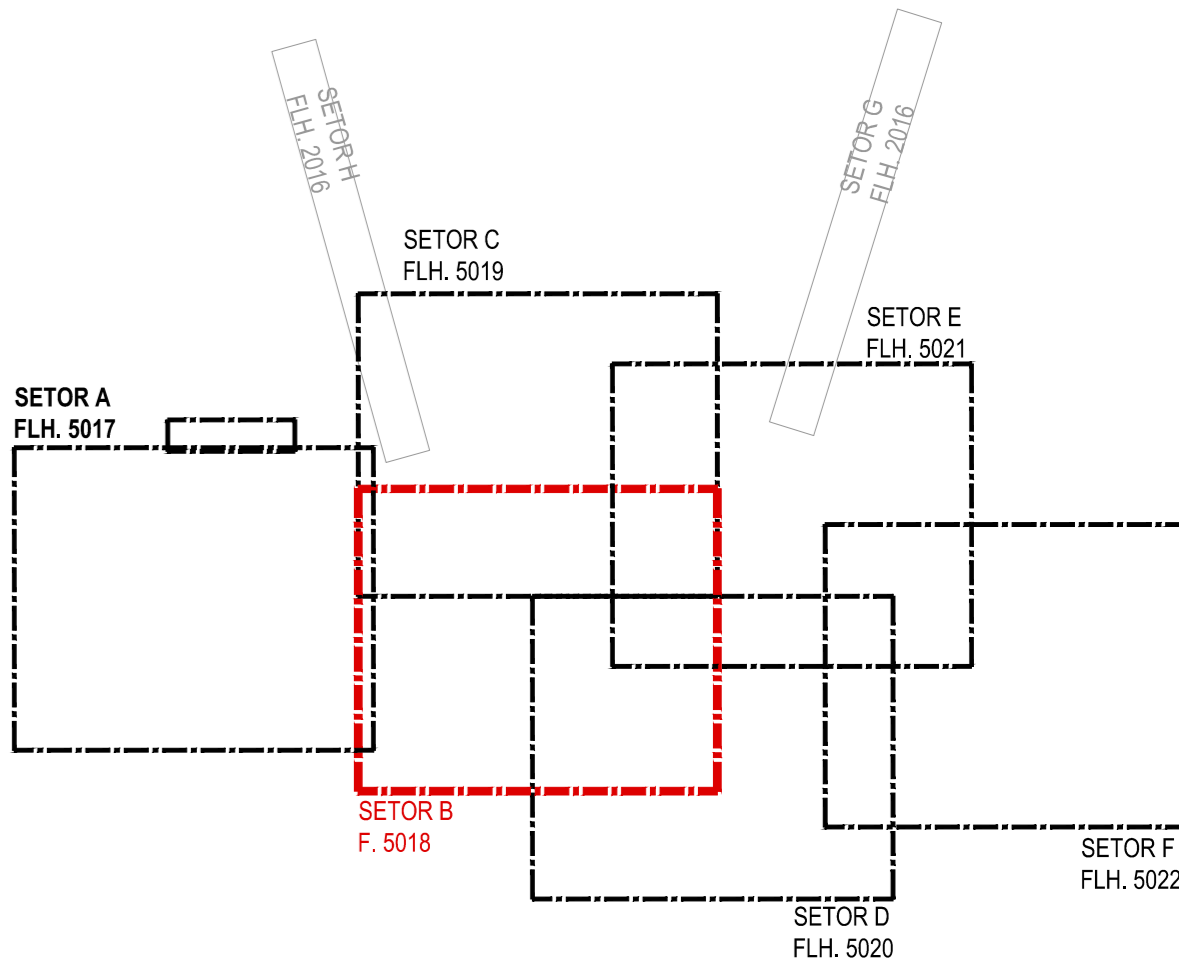 SETOR H
FLH. 2016
SETOR G
FLH. 2016
SETOR C
FLH. 5019
SETOR E
FLH. 5021
SETOR A
FLH. 5017
SETOR B
F. 5018
SETOR F
FLH. 5022
SETOR D
FLH. 5020